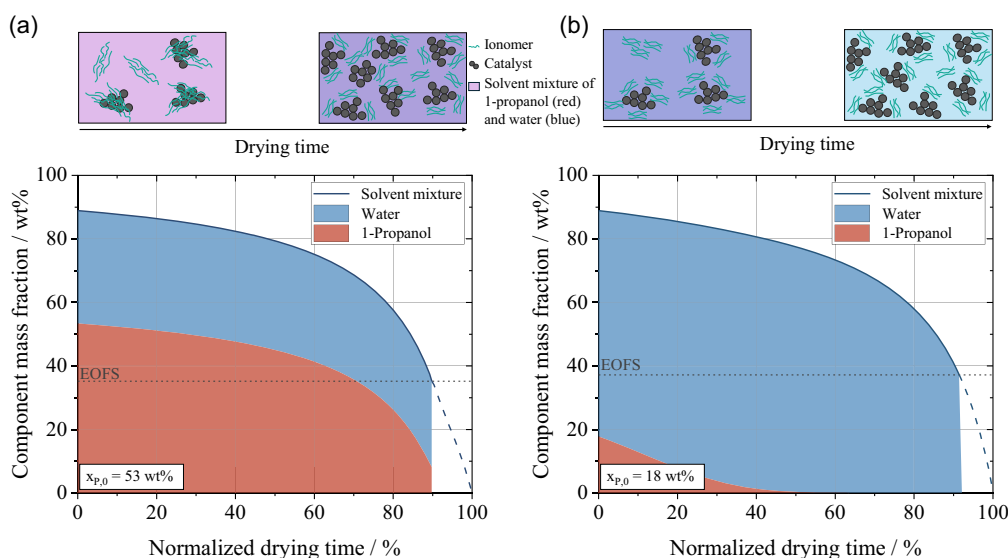 (a)
Ionomer
Catalyst
Solvent mixture of
1-propanol (red)
and water (blue)
Drying time
100
80
60
40
20
0
Component mass fraction / wt%
Solvent mixture
Water
1-Propanol
EOFS
xP,0 = 53 wt%
0
20
40
60
80
100
Normalized drying time / %
(b)
Drying time
100
80
60
40
20
0
Component mass fraction / wt%
Solvent mixture
Water
1-Propanol
EOFS
xP,0 = 18 wt%
0
20
40
60
80
100
Normalized drying time / %